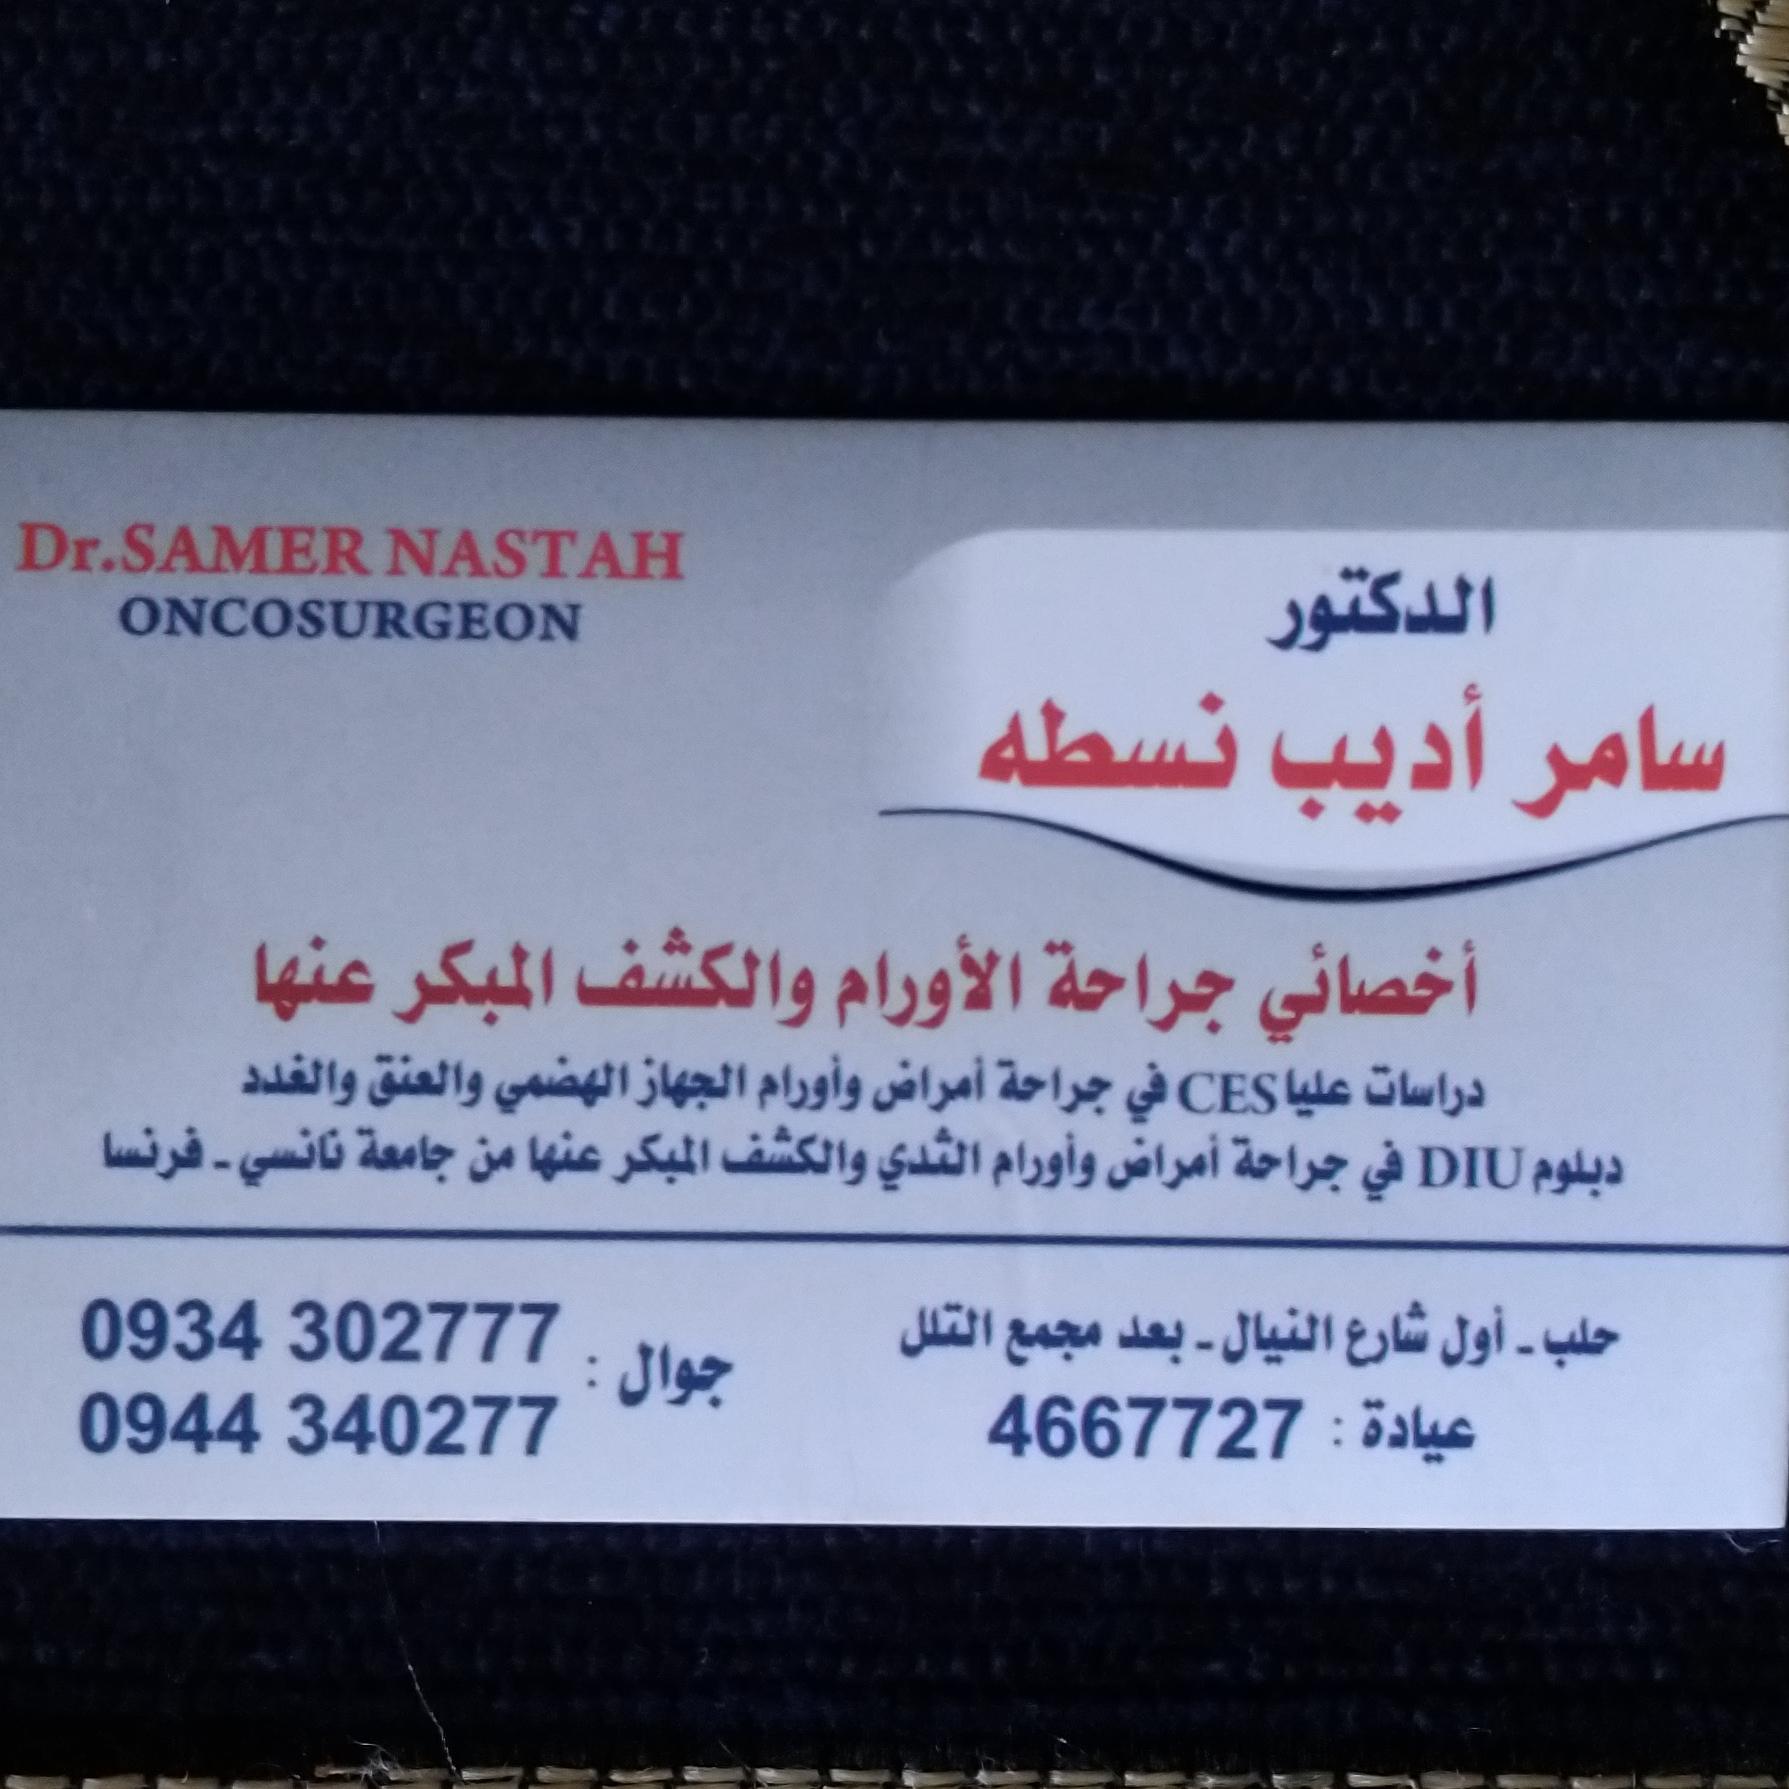 Dr.SAMER NASTAH
ONCOSURGEON
الدكتور
سامر أديب نسطه
أخصائي جراحة الأورام والكشف المبكر عنها
دراسات عليا CES في جراحة أمراض وأورام الجهاز الهضمي والعنق والغدد
دبلوم DIU في جراحة أمراض وأورام الثدي والكشف المبكر عنها من جامعة نانسي ـ فرنسا
حلب ـ أول شارع النيال ـ بعد مجمع التلل
عيادة : 4667727
جوال : 0934 302777
0944 340277